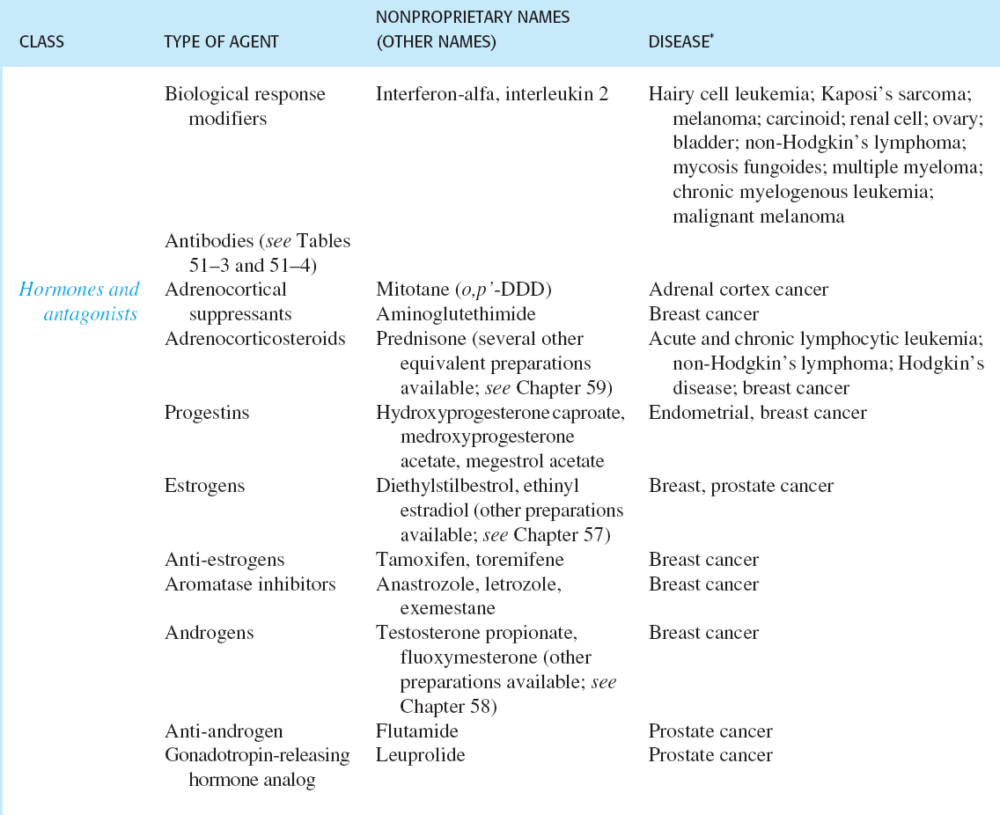 NONPROPRIETARY NAMES
CLASS TYPE OF AGENT (OTHER NAMES) DISEASE*
Biological response Interferon-alfa, interleukin 2 Hairy cell leukemia; Kaposi’s sarcoma;
modifiers melanoma; carcinoid; renal cell; ovary;
bladder; non-Hodgkin’s lymphoma;
mycosis fungoides; multiple myeloma;
chronic myelogenous leukemia;
malignant melanoma
Antibodies (see Tables
51–3 and 51–4)
Hormones and Adrenocortical Mitotane (o,p’-DDD) Adrenal cortex cancer
antagonists suppressants Aminoglutethimide Breast cancer
Adrenocorticosteroids Prednisone (several other Acute and chronic lymphocytic leukemia;
equivalent preparations non-Hodgkin’s lymphoma; Hodgkin’s
available; see Chapter 59) disease; breast cancer
Progestins Hydroxyprogesterone caproate, Endometrial, breast cancer
medroxyprogesterone
acetate, megestrol acetate
Estrogens Diethylstilbestrol, ethinyl Breast, prostate cancer
estradiol (other preparations
available; see Chapter 57)
Anti-estrogens Tamoxifen, toremifene Breast cancer
Aromatase inhibitors Anastrozole, letrozole, Breast cancer
exemestane
Androgens Testosterone propionate, Breast cancer
fluoxymesterone (other
preparations available; see
Chapter 58)
Anti-androgen Flutamide Prostate cancer
Gonadotropin-releasing Leuprolide Prostate cancer
hormone analog